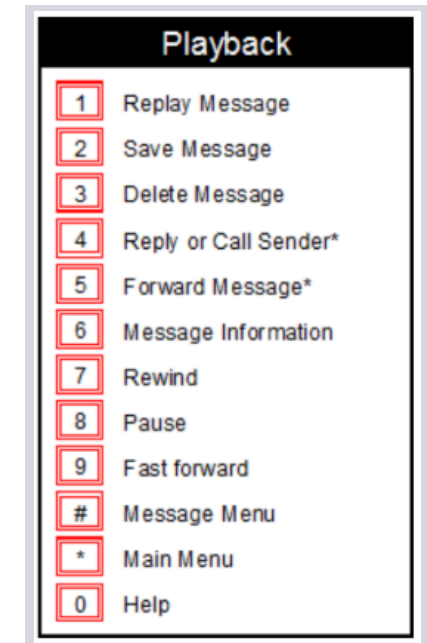 Playback
1 Replay Message
2 Save Message
3 Delete Message
4 Reply or Call Sender*
5 Forward Message*
6 Message Information
7 Rewind
8 Pause
9 Fast forward
# Message Menu
* Main Menu
0 Help